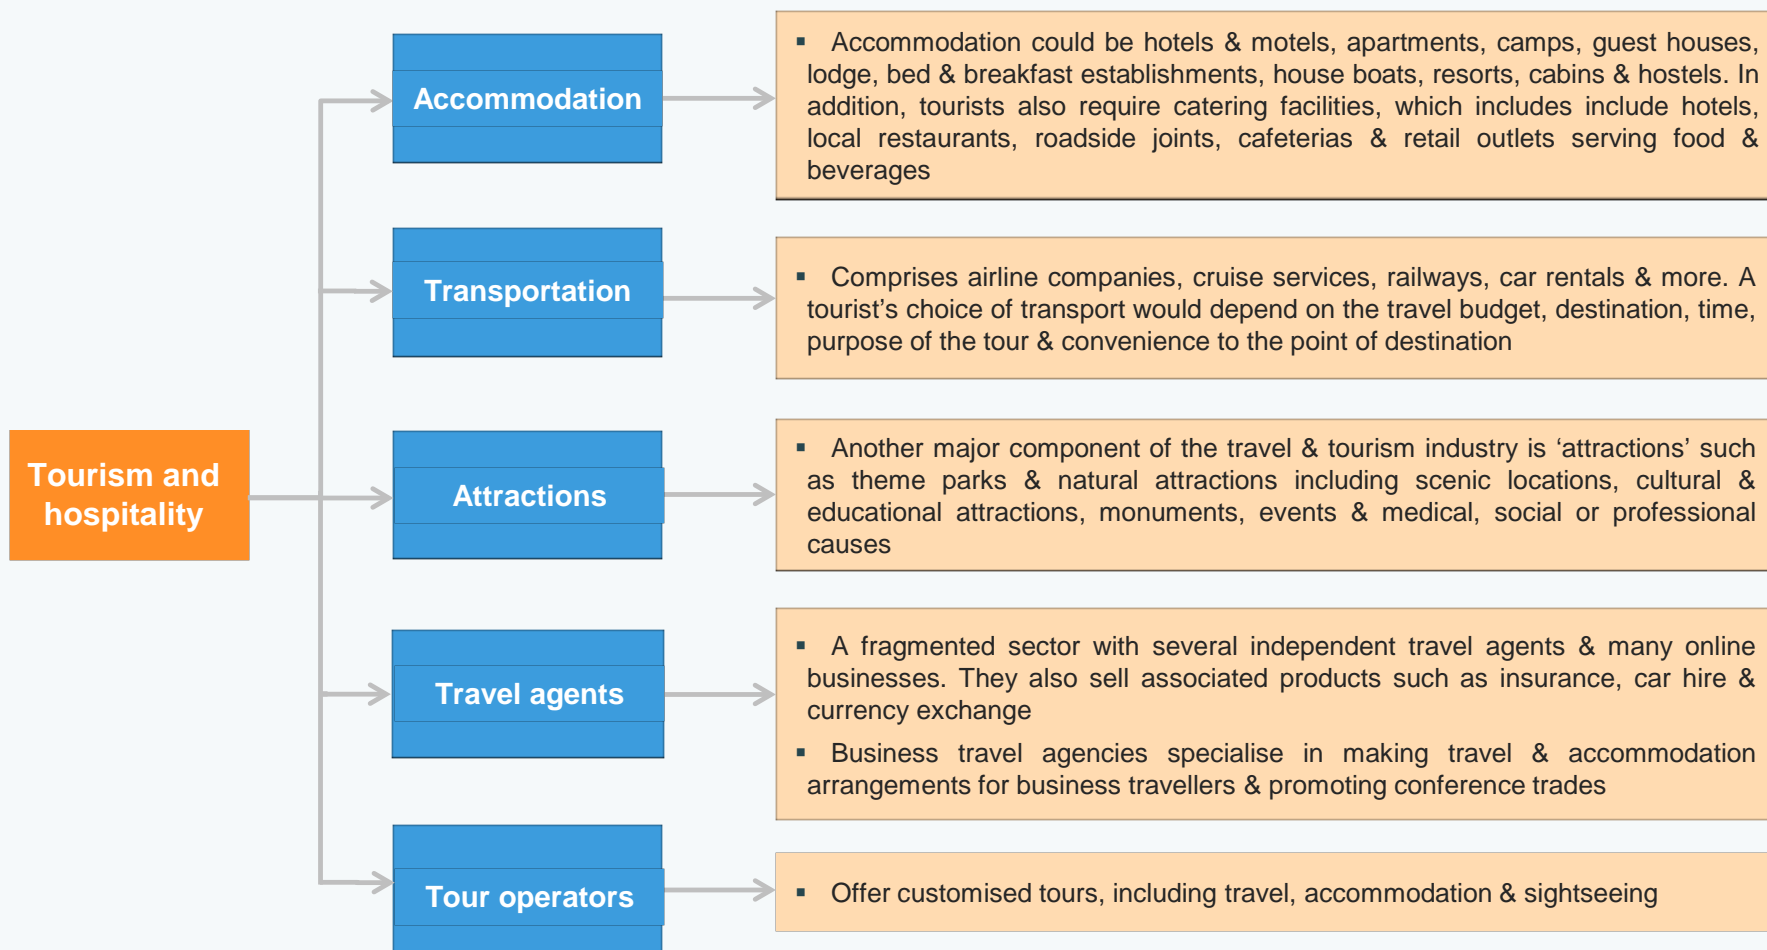 Tourism and
hospitality
Accommodation
▪ Accommodation could be hotels & motels, apartments, camps, guest houses,
lodge, bed & breakfast establishments, house boats, resorts, cabins & hostels. In
addition, tourists also require catering facilities, which includes include hotels,
local restaurants, roadside joints, cafeterias & retail outlets serving food &
beverages
Transportation
▪ Comprises airline companies, cruise services, railways, car rentals & more. A
tourist’s choice of transport would depend on the travel budget, destination, time,
purpose of the tour & convenience to the point of destination
Attractions
▪ Another major component of the travel & tourism industry is ‘attractions’ such
as theme parks & natural attractions including scenic locations, cultural &
educational attractions, monuments, events & medical, social or professional
causes
Travel agents
▪ A fragmented sector with several independent travel agents & many online
businesses. They also sell associated products such as insurance, car hire &
currency exchange
▪ Business travel agencies specialise in making travel & accommodation
arrangements for business travellers & promoting conference trades
Tour operators
▪ Offer customised tours, including travel, accommodation & sightseeing